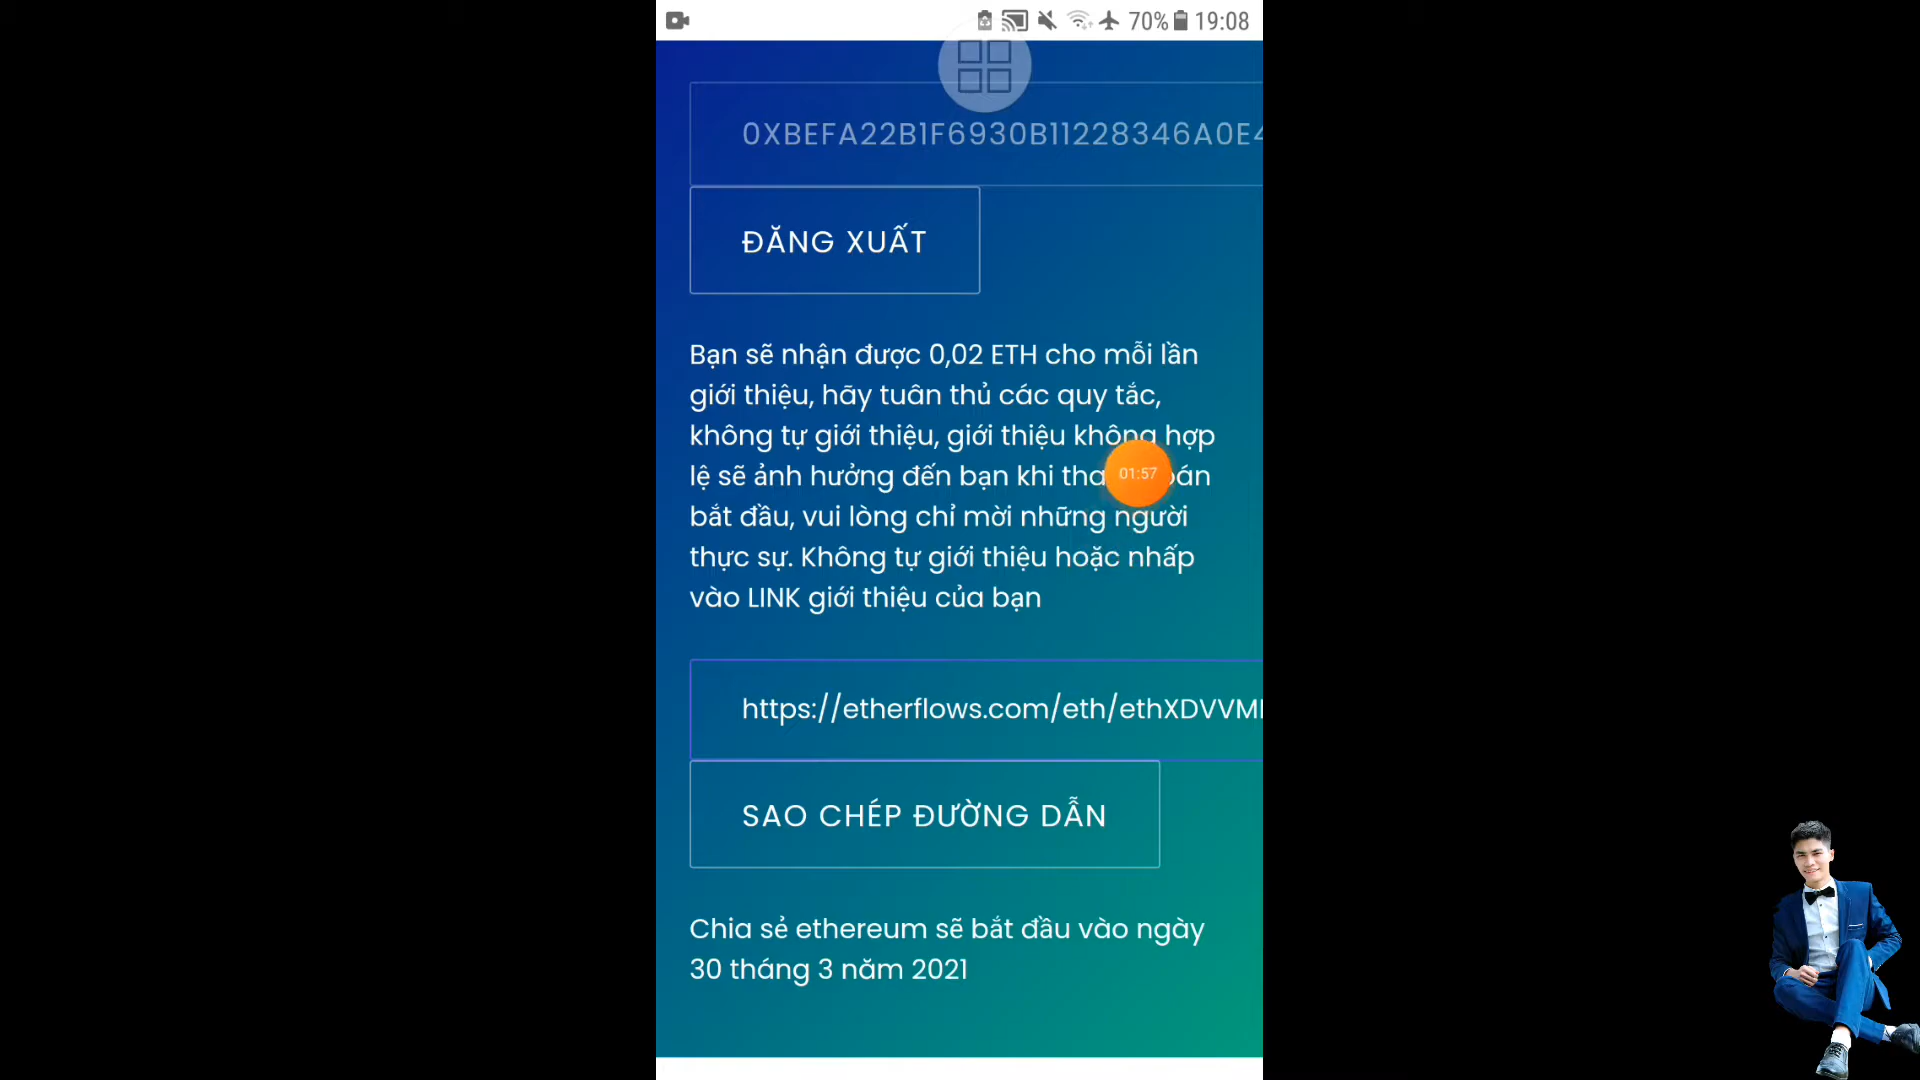 70% 19:08
0XBEFA22B1F6930B11228346A0E4
ĐĂNG XUẤT
Bạn sẽ nhận được 0,02 ETH cho mỗi lần
giới thiệu, hãy tuân thủ các quy tắc,
không tự giới thiệu, giới thiệu không hợp
lệ sẽ ảnh hưởng đến bạn khi
01:57
bắt đầu, vui lòng chỉ mời những người
thực sự. Không tự giới thiệu hoặc nhấp
vào LINK giới thiệu của bạn
https://etherflows.com/eth/ethXDVVM
SAO CHÉP ĐƯỜNG DẪN
Chia sẻ ethereum sẽ bắt đầu vào ngày
30 tháng 3 năm 2021